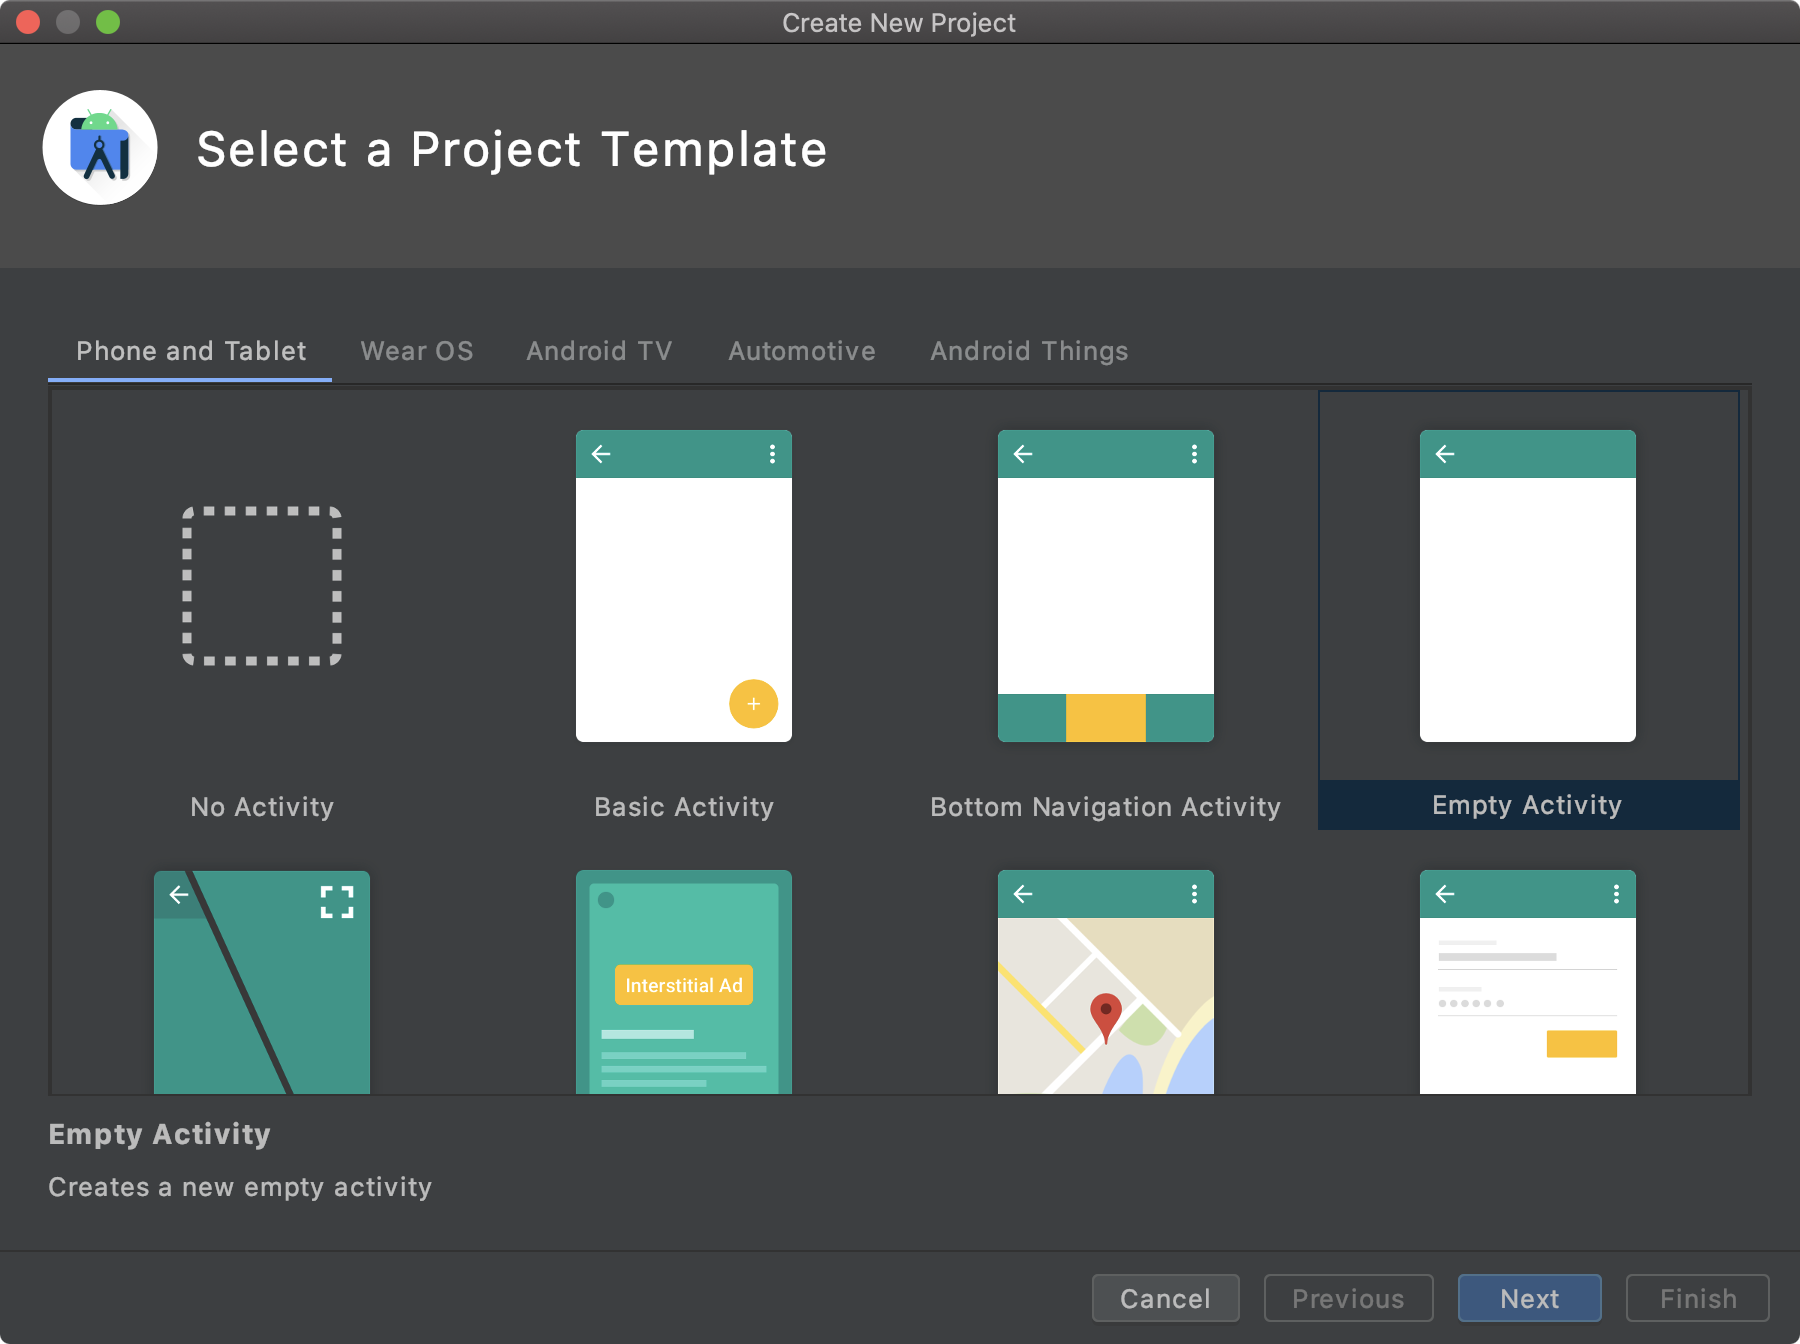 Create New Project
Select a Project Template
Phone and Tablet Wear OS Android TV Automotive Android Things
No Activity Basic Activity Bottom Navigation Activity Empty Activity
Interstitial Ad
Empty Activity
Creates a new empty activity
Cancel Previous Next Finish